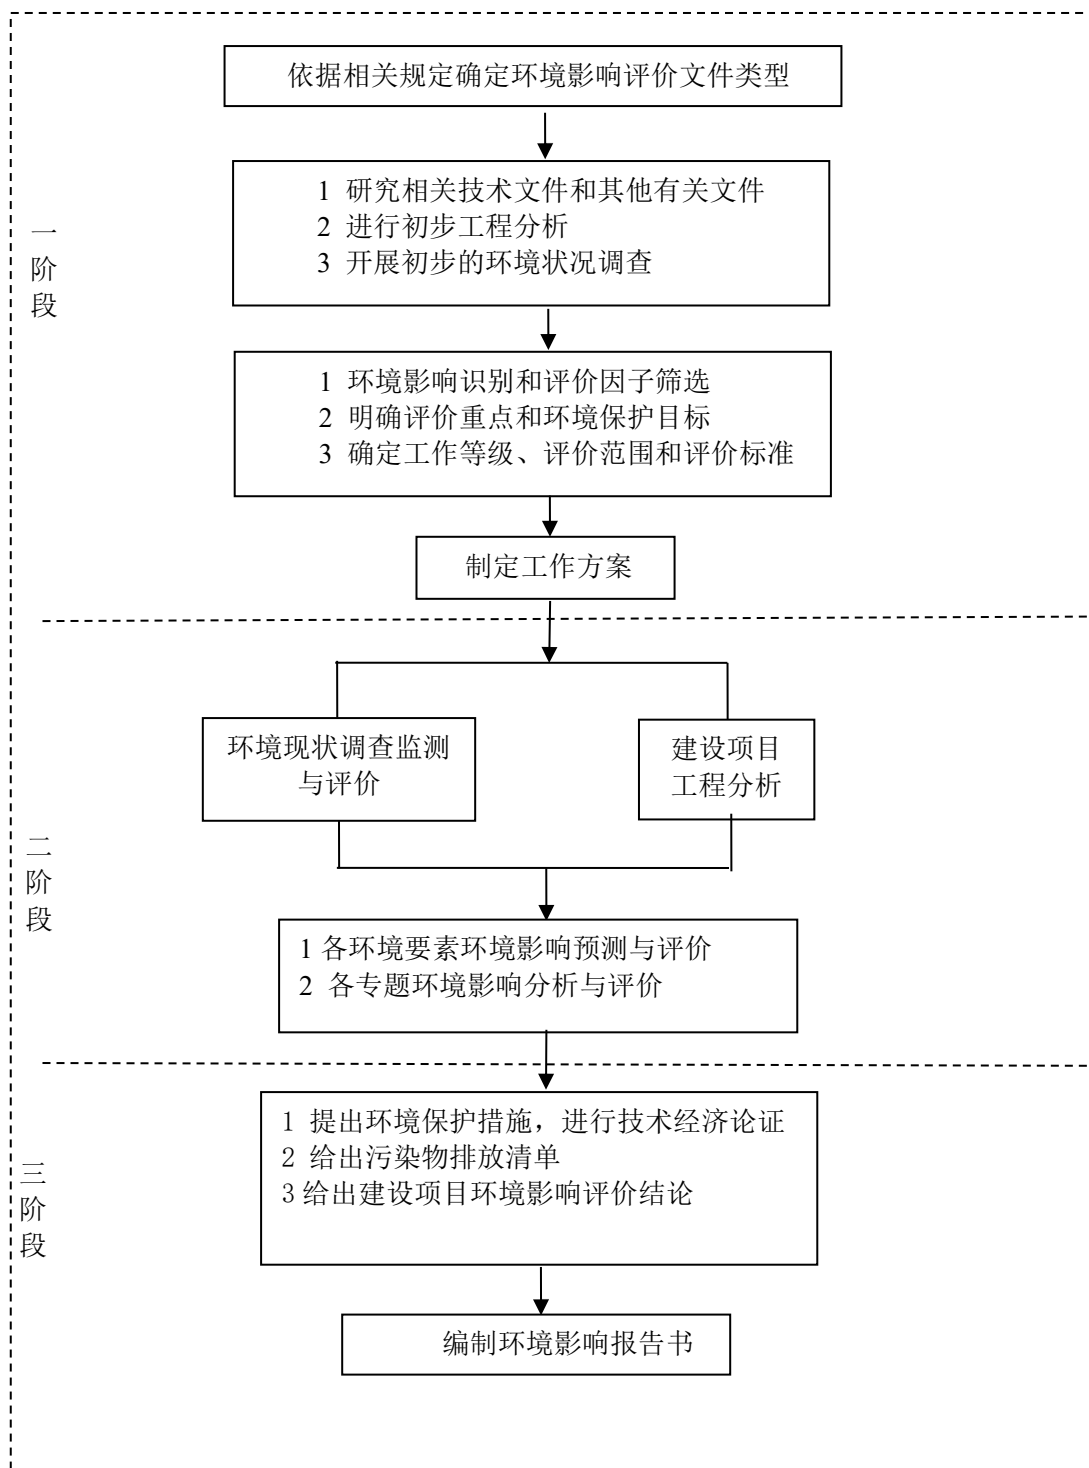 依据相关规定确定环境影响评价文件类型
1 研究相关技术文件和其他有关文件
2 进行初步工程分析
3 开展初步的环境状况调查
一
阶
段
1 环境影响识别和评价因子筛选
2 明确评价重点和环境保护目标
3 确定工作等级、评价范围和评价标准
制定工作方案
环境现状调查监测
与评价
建设项目
工程分析
二
阶
段
1 各环境要素环境影响预测与评价
2 各专题环境影响分析与评价
1 提出环境保护措施，进行技术经济论证
2 给出污染物排放清单
3 给出建设项目环境影响评价结论
三
阶
段
编制环境影响报告书